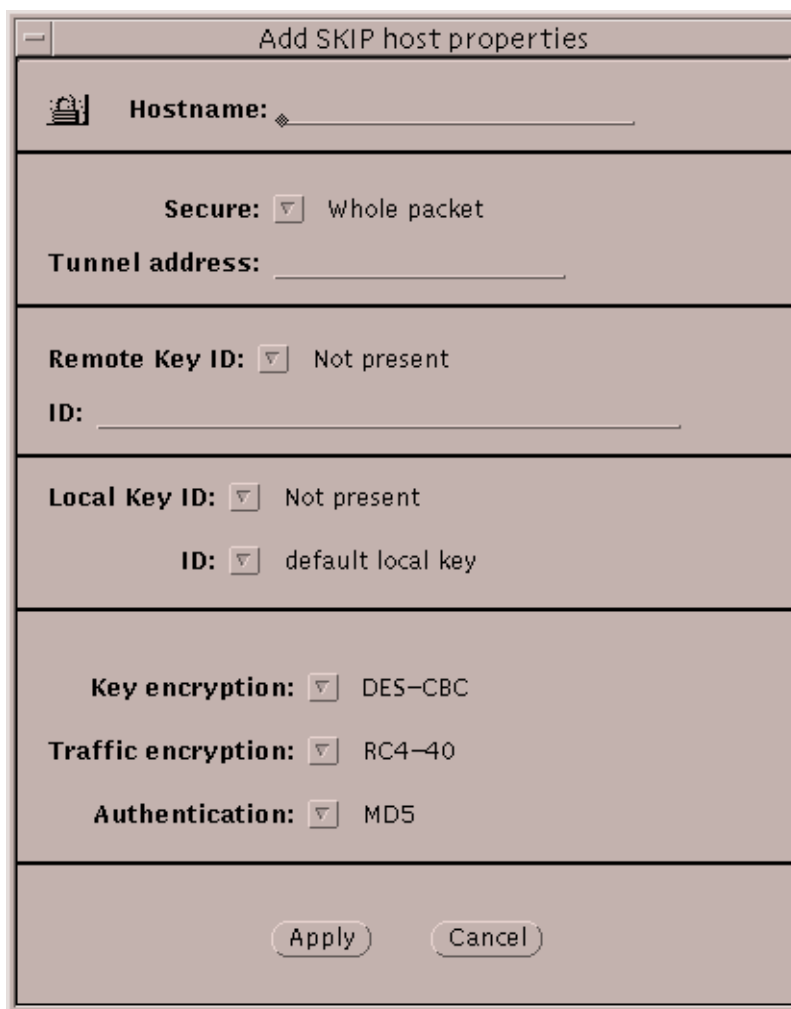 Add SKIP host properties
Hostname:
Secure: Whole packet
Tunnel address:
Remote Key ID: Not present
ID:
Local Key ID: Not present
ID: default local key
Key encryption: DES-CBC
Traffic encryption: RC4-40
Authentication: MD5
Apply Cancel